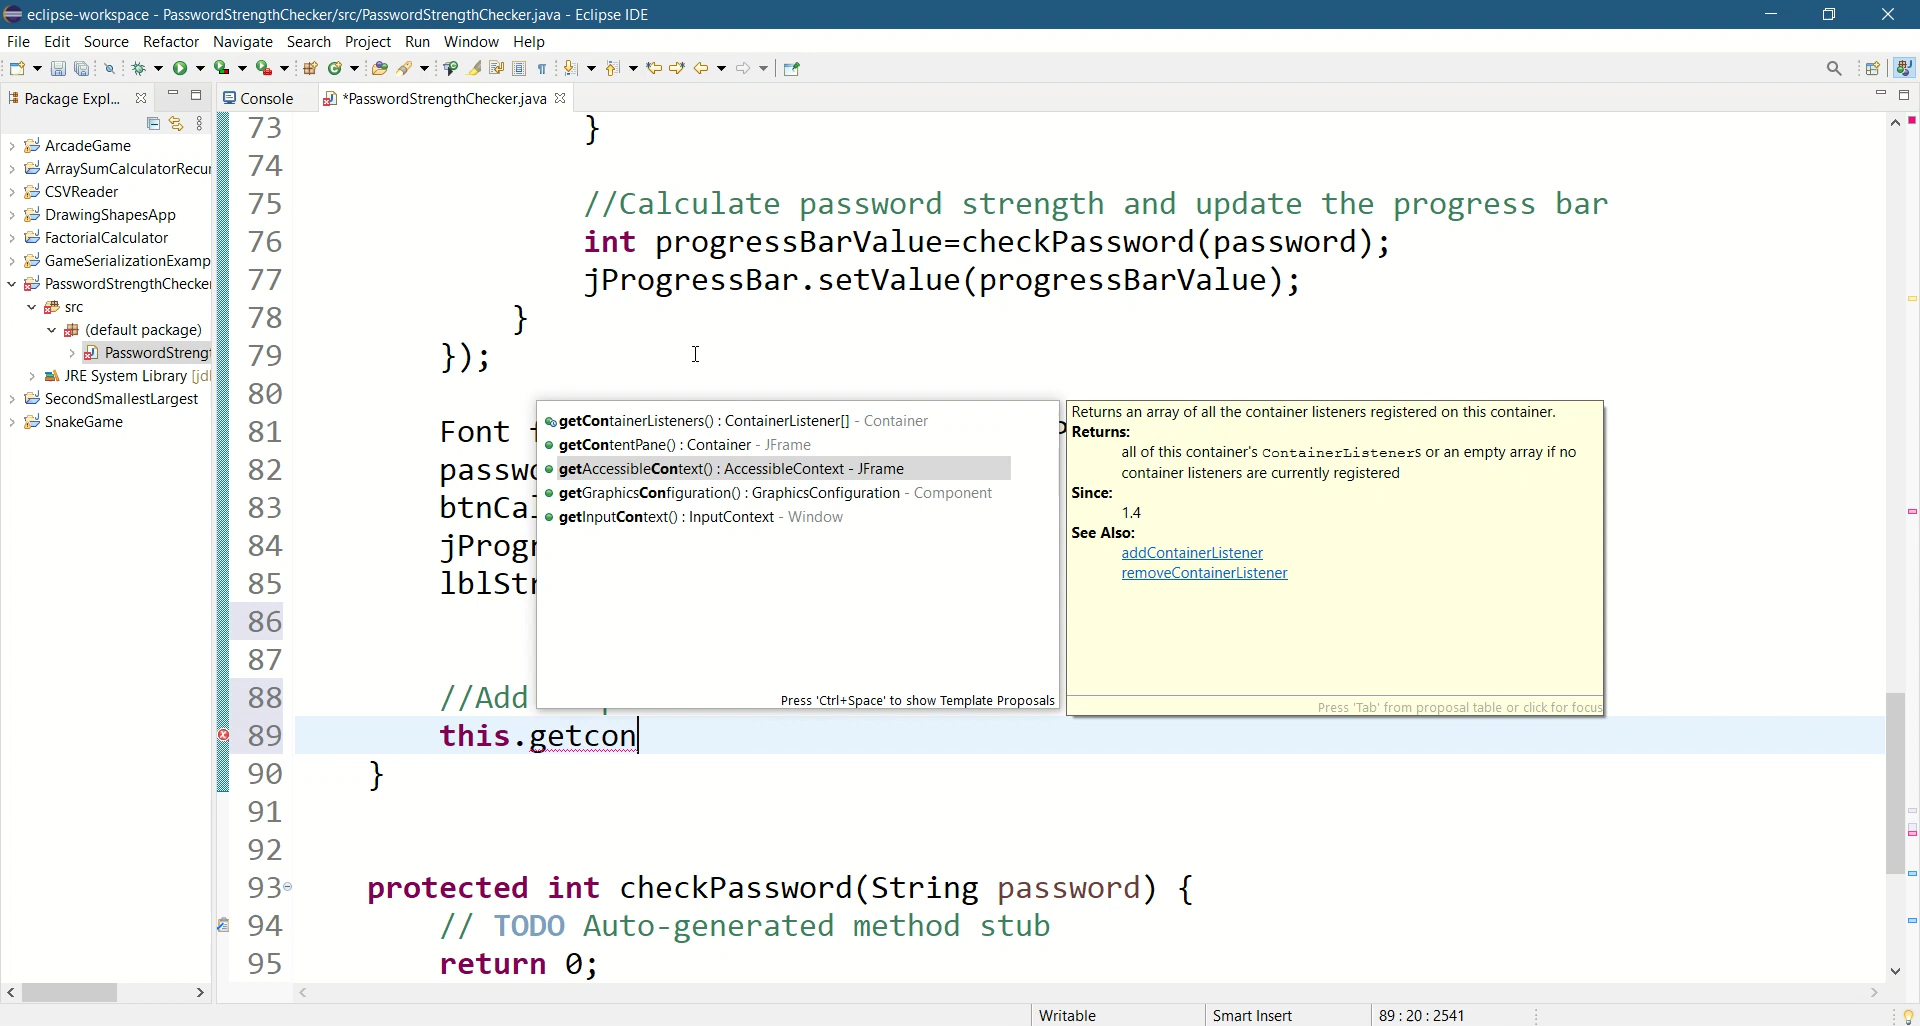 eclipse-workspace - PasswordStrengthChecker/src/PasswordStrengthChecker.java - Eclipse IDE
File Edit Source Refactor Navigate Search Project Run Window Help
Package Expl...
Console
*PasswordStrengthChecker.java
ArcadeGame
ArraySumCalculatorRecur
CSVReader
DrawingShapesApp
FactorialCalculator
GameSerializationExamp
PasswordStrengthChecker
src
(default package)
PasswordStrengt
JRE System Library [jdl
SecondSmallestLargest
SnakeGame
73 }
74
75 //Calculate password strength and update the progress bar
76 int progressBarValue=checkPassword(password);
77 jProgressBar.setValue(progressBarValue);
78 }
79 });
80
81 Font
82 passwo
83 btnCal
84 jProgr
85 lblStr
86
87
88 //Add
89 this.getcon
90 }
91
92
93 protected int checkPassword(String password) {
94 // TODO Auto-generated method stub
95 return 0;
getContainerListeners() : ContainerListener[] - Container
getContentPane() : Container - JFrame
getAccessibleContext() : AccessibleContext - JFrame
getGraphicsConfiguration() : GraphicsConfiguration - Component
getInputContext() : InputContext - Window
Press 'Ctrl+Space' to show Template Proposals
Returns an array of all the container listeners registered on this container.
Returns:
all of this container's ContainerListeners or an empty array if no
container listeners are currently registered
Since:
1.4
See Also:
addContainerListener
removeContainerListener
Press 'Tab' from proposal table or click for focus
Writable Smart Insert 89 : 20 : 2541